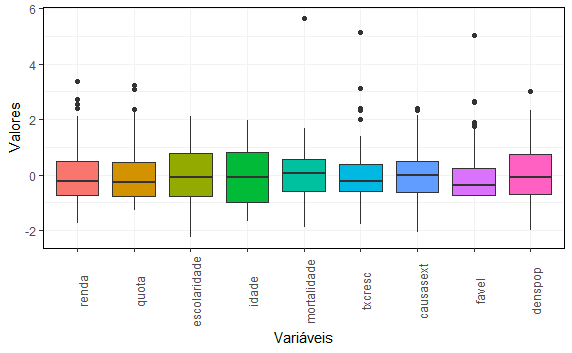 6
4
2
0
-2
Valores
renda
quota
escolaridade
idade
mortalidade
txcresc
causasext
favel
denspop
Variáveis